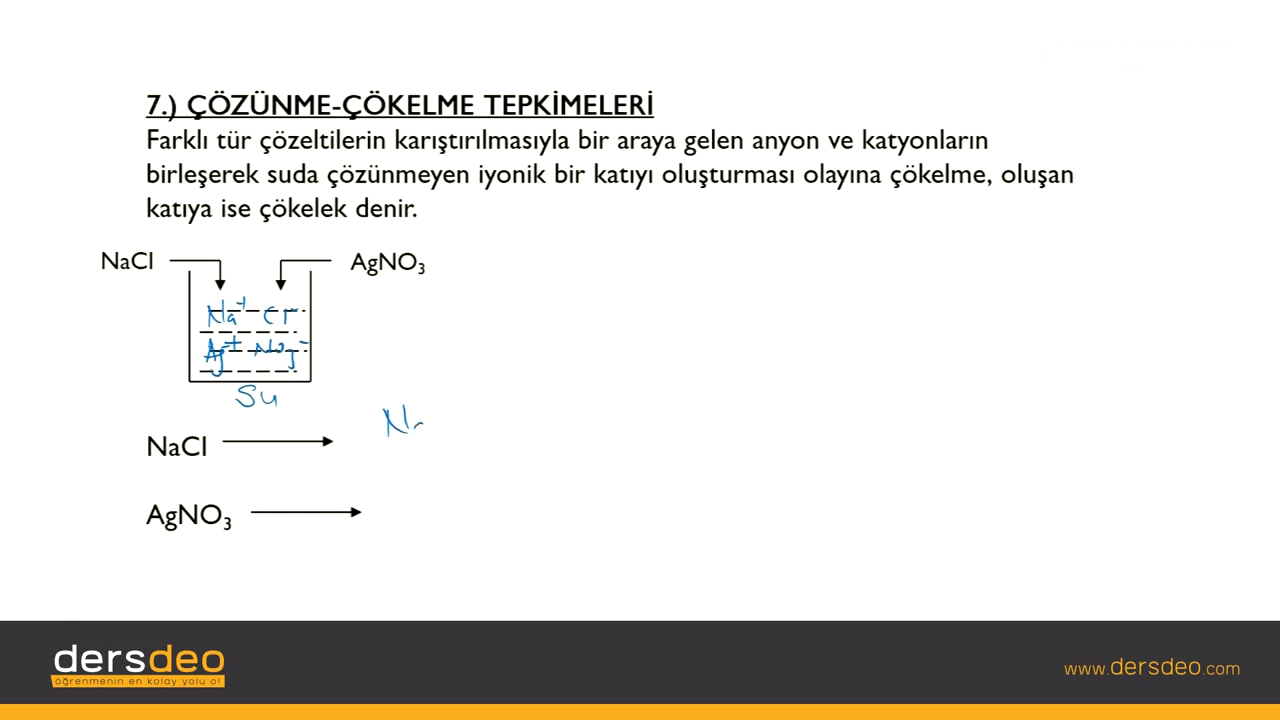 7.) ÇÖZÜNME-ÇÖKELME TEPKİMELERİ
Farklı tür çözeltilerin karıştırılmasıyla bir araya gelen anyon ve katyonların
birleşerek suda çözünmeyen iyonik bir katıyı oluşturması olayına çökelme, oluşan
katıya ise çökelek denir.
NaCl AgNO₃
Na⁺ Cl⁻
Ag⁺ NO₃⁻
Su
NaCl
AgNO₃
dersdeo
öğrenmenin en kolay yolu o!
www.dersdeo.com